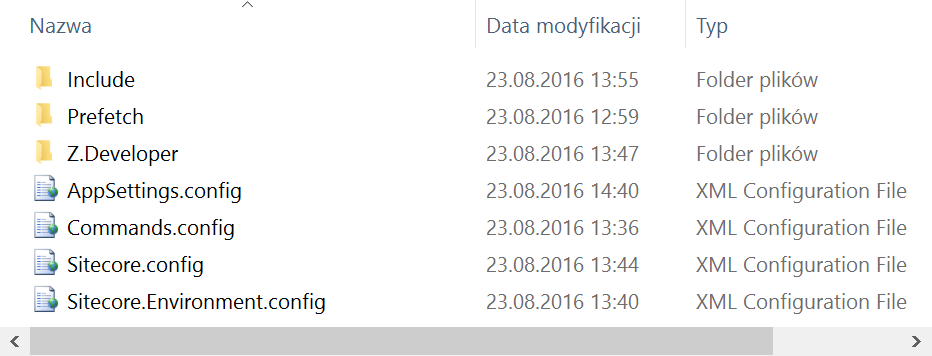 Nazwa Data modyfikacji Typ
Include 23.08.2016 13:55 Folder plików
Prefetch 23.08.2016 12:59 Folder plików
Z.Developer 23.08.2016 13:47 Folder plików
AppSettings.config 23.08.2016 14:40 XML Configuration File
Commands.config 23.08.2016 13:36 XML Configuration File
Sitecore.config 23.08.2016 13:44 XML Configuration File
Sitecore.Environment.config 23.08.2016 13:40 XML Configuration File